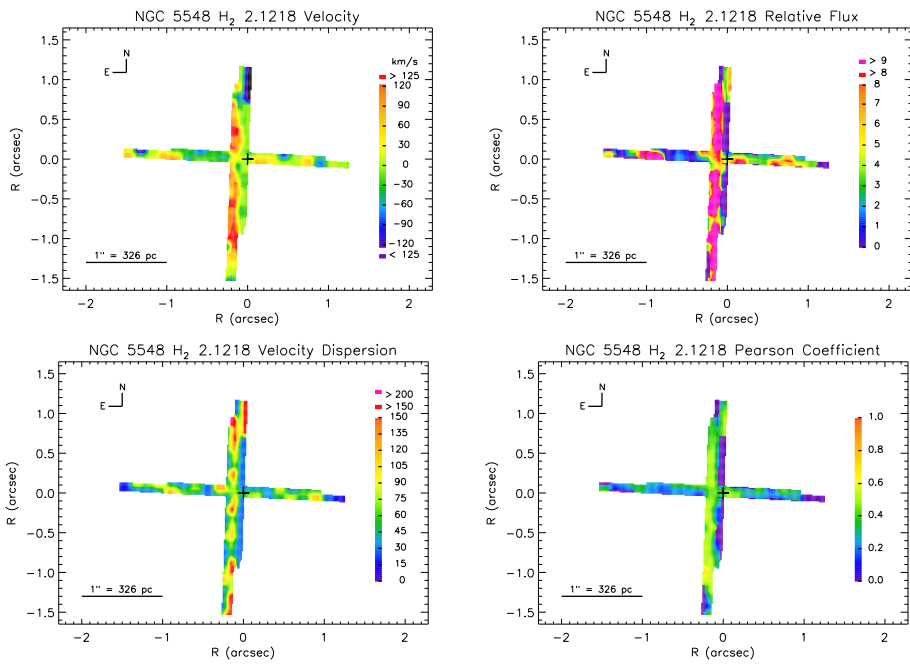 NGC 5548 H2 2.1218 Velocity
N
E
km/s
> 125
120
90
60
30
0
−30
−60
−90
−120
< 125
1.5
1.0
0.5
0.0
−0.5
−1.0
−1.5
R (arcsec)
1" = 326 pc
−2 −1 0 1 2
R (arcsec)
NGC 5548 H2 2.1218 Relative Flux
N
E
> 9
> 8
8
7
6
5
4
3
2
1
0
1.5
1.0
0.5
0.0
−0.5
−1.0
−1.5
R (arcsec)
1" = 326 pc
−2 −1 0 1 2
R (arcsec)
NGC 5548 H2 2.1218 Velocity Dispersion
N
E
> 200
> 150
150
135
120
105
90
75
60
45
30
15
0
1.5
1.0
0.5
0.0
−0.5
−1.0
−1.5
R (arcsec)
1" = 326 pc
−2 −1 0 1 2
R (arcsec)
NGC 5548 H2 2.1218 Pearson Coefficient
N
E
1.0
0.8
0.6
0.4
0.2
0.0
1.5
1.0
0.5
0.0
−0.5
−1.0
−1.5
R (arcsec)
1" = 326 pc
−2 −1 0 1 2
R (arcsec)